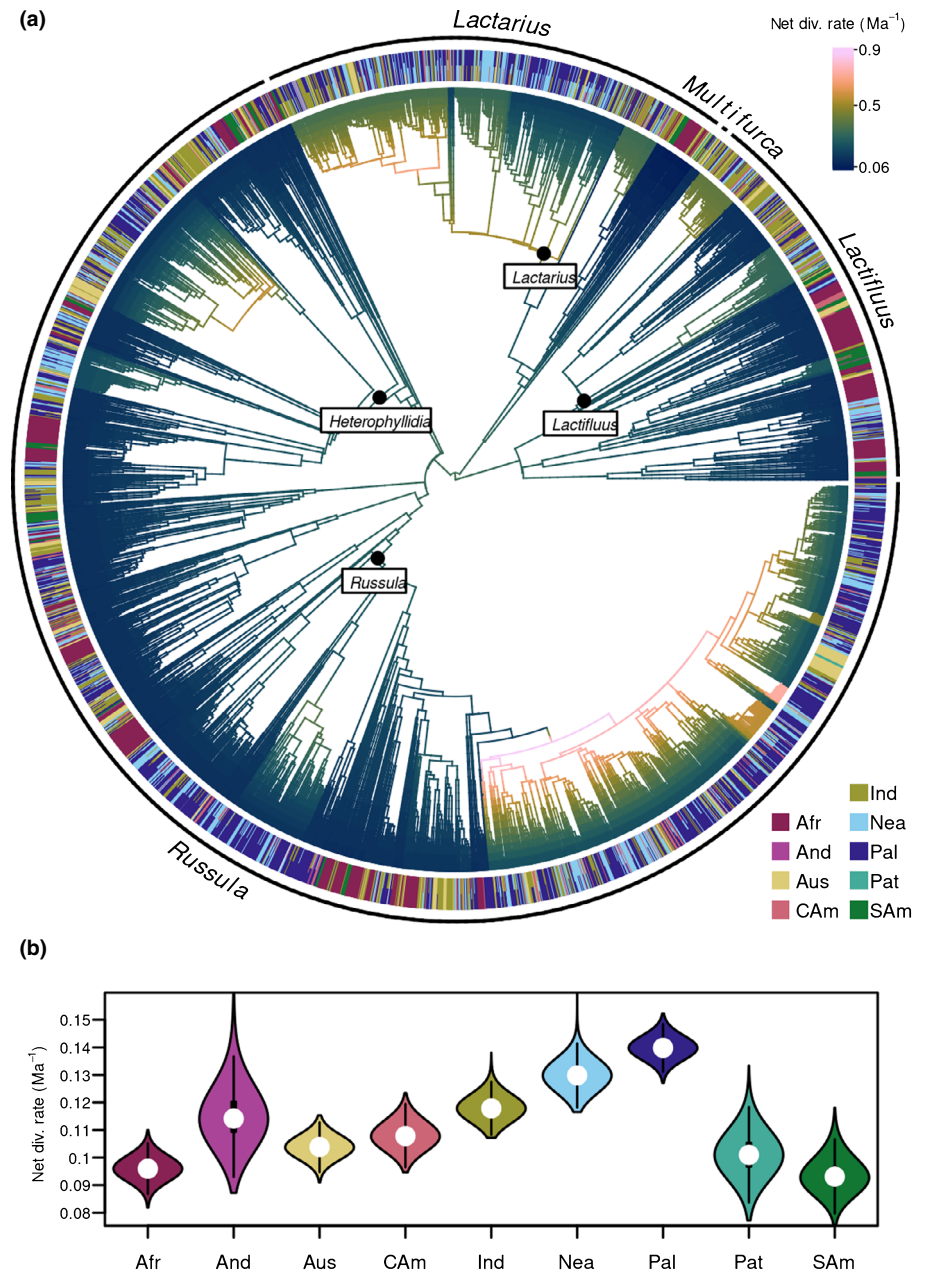 (a)
Lactarius
Net div. rate (Ma⁻¹)
0.9
0.5
0.06
Multifurca
Lactifluus
Lactarius
Heterophyllidia
Lactifluus
Russula
Russula
Ind
Afr
Nea
And
Pal
Aus
Pat
CAm
SAm
(b)
Net div. rate (Ma⁻¹)
0.15
0.14
0.13
0.12
0.11
0.1
0.09
0.08
Afr And Aus CAm Ind Nea Pal Pat SAm